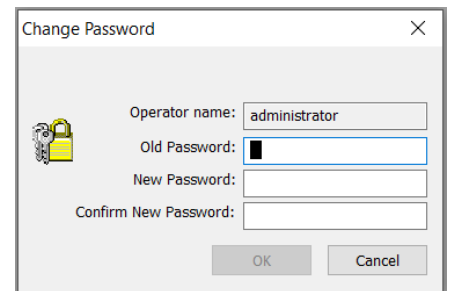 Change Password
Operator name: administrator
Old Password:
New Password:
Confirm New Password:
OK Cancel